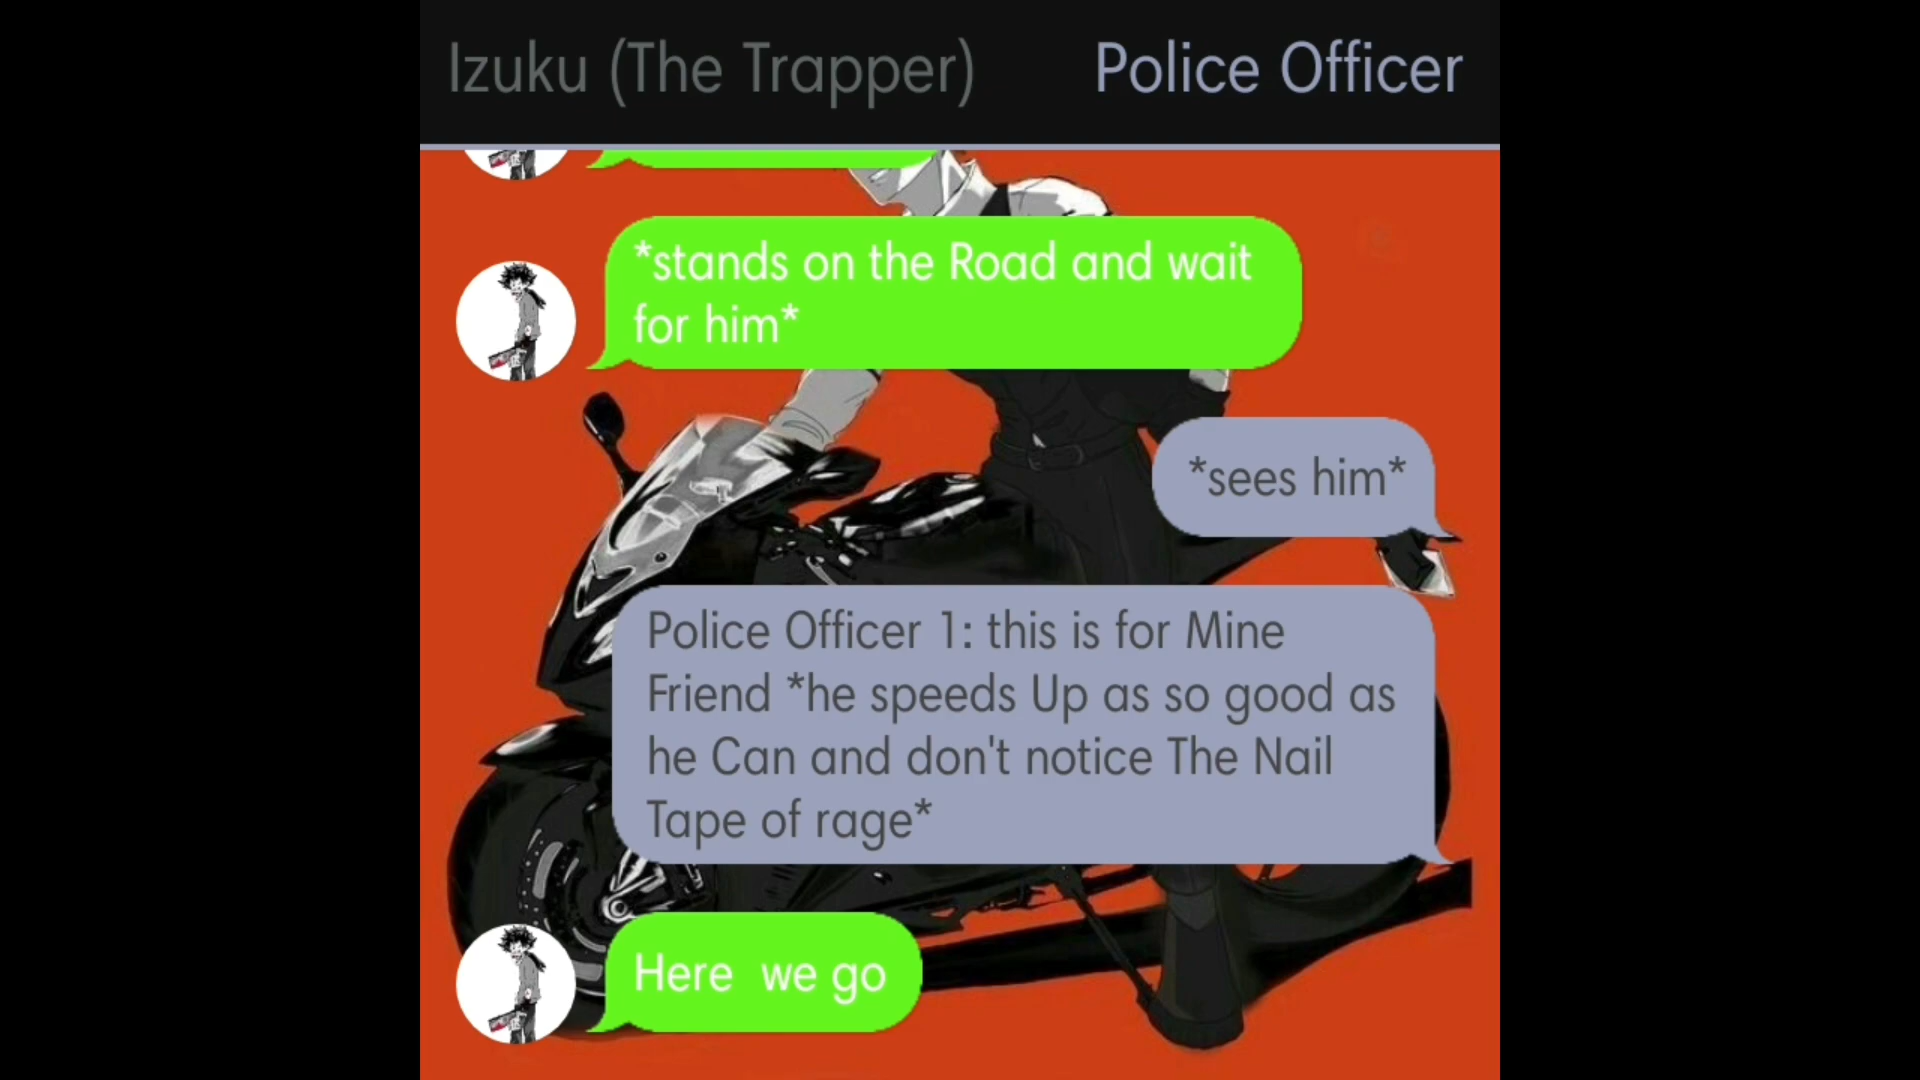 Izuku (The Trapper)
Police Officer
*stands on the Road and wait
for him*
*sees him*
Police Officer 1: this is for Mine
Friend *he speeds Up as so good as
he Can and don't notice The Nail
Tape of rage*
Here  we go